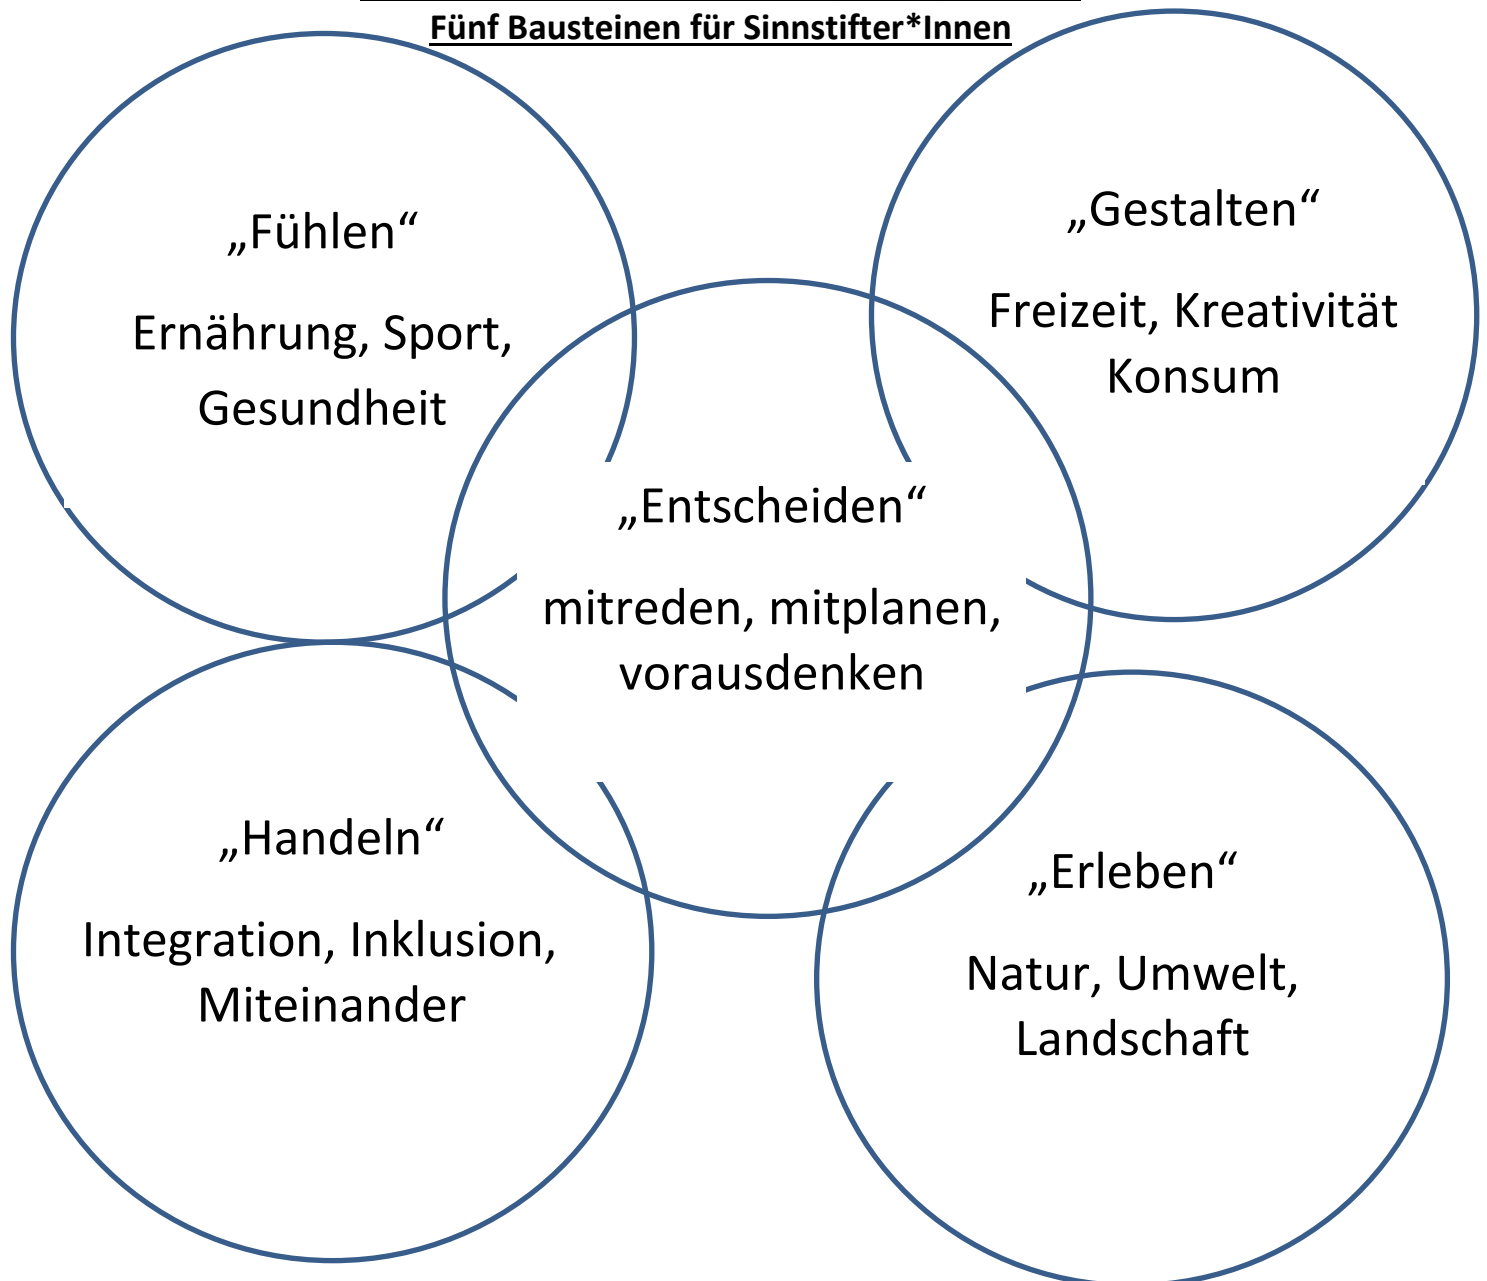 Fünf Bausteinen für Sinnstifter*Innen
„Fühlen“
Ernährung, Sport,
Gesundheit
„Gestalten“
Freizeit, Kreativität
Konsum
„Entscheiden“
mitreden, mitplanen,
vorausdenken
„Handeln“
Integration, Inklusion,
Miteinander
„Erleben“
Natur, Umwelt,
Landschaft